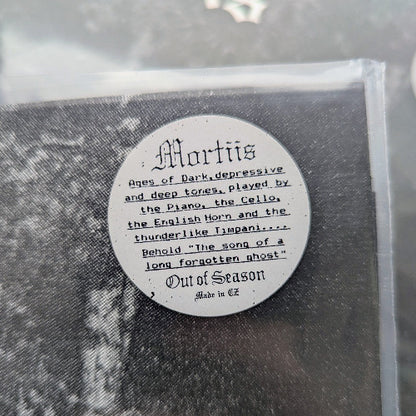 Mortiis
Ages of Dark, depressive
and deep tones, played by
the Piano, the Cello,
the English Horn and the
thunderlike Timpani....
Behold "The song of a
long forgotten ghost"
Out of Season
Made in CZ